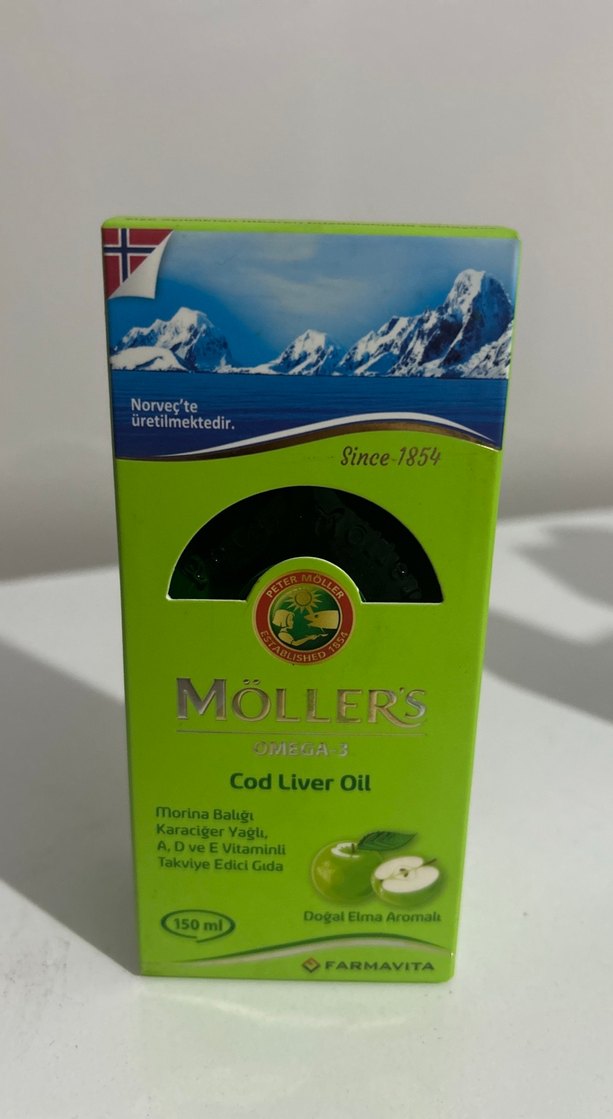 Norveç'te
üretilmektedir.
Since 1854
PETER MÖLLER
ESTABLISHED 1854
MÖLLER'S
OMEGA-3
Cod Liver Oil
Morina Balığı
Karaciğer Yağlı,
A, D ve E Vitaminli
Takviye Edici Gıda
Doğal Elma Aromalı
150 ml
FARMAVITA